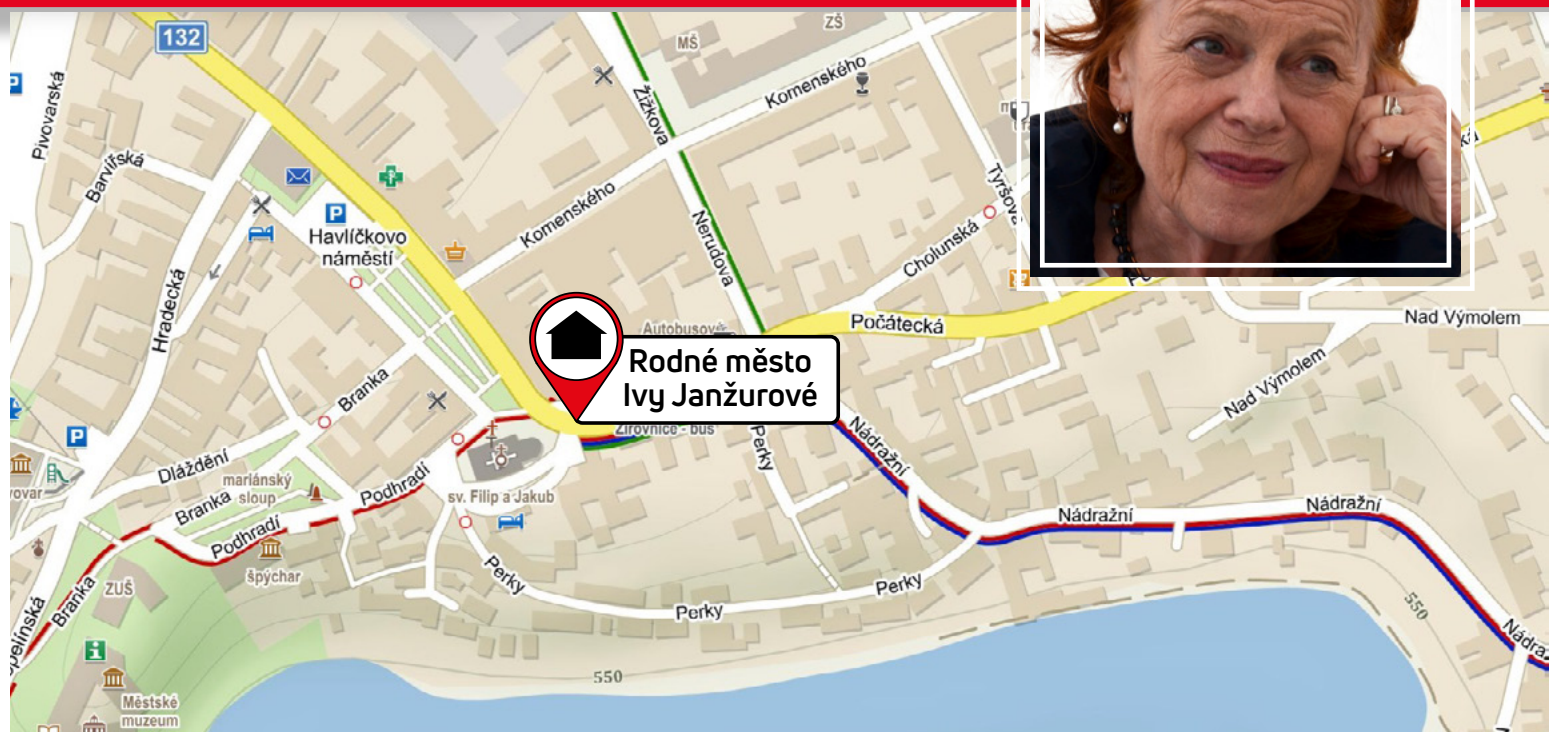 132
MŠ
ZŠ
Pivovarská
Žižkova
Komenského
Barvířská
Tyršova
Havlíčkovo
náměstí
Komenského
Nerudova
Cholunská
Hradecká
Autobusov
Počátecká
Nad Výmolem
Rodné město
Ivy Janžurové
Nad Výmolem
Branka
Žirovnice - bus
Perky
Nádražní
Dláždění
mariánský
sloup
Branka
Podhradí
sv. Filip a Jakub
Nádražní
Nádražní
Podhradí
špýchar
Perky
Perky
Perky
ZUŠ
Branka
550
550
Městské
muzeum